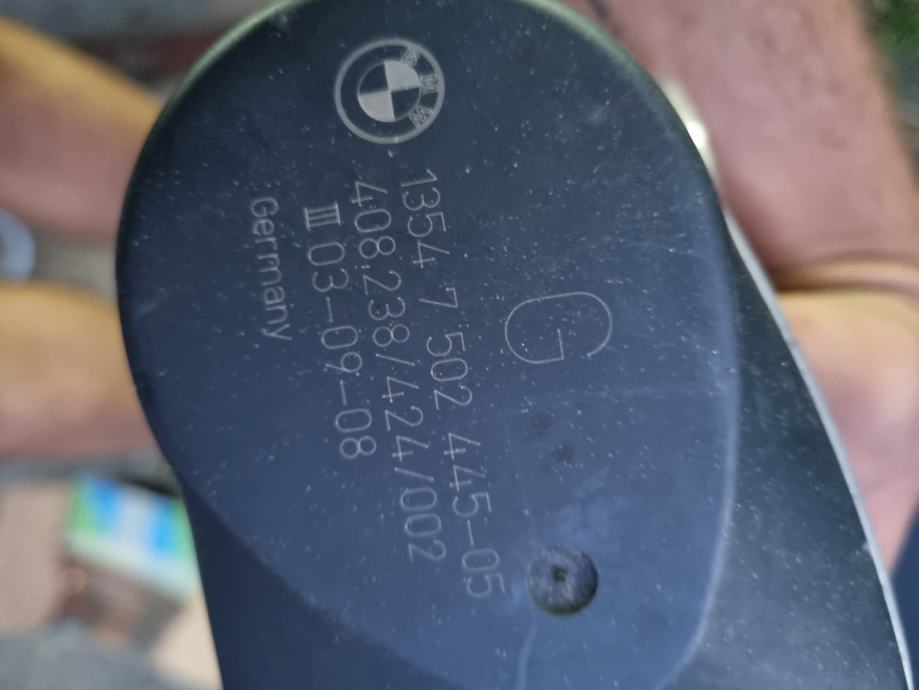 BMW
G
1354 7 502 445-05
408.238/424/002
III 03-09-08
Germany